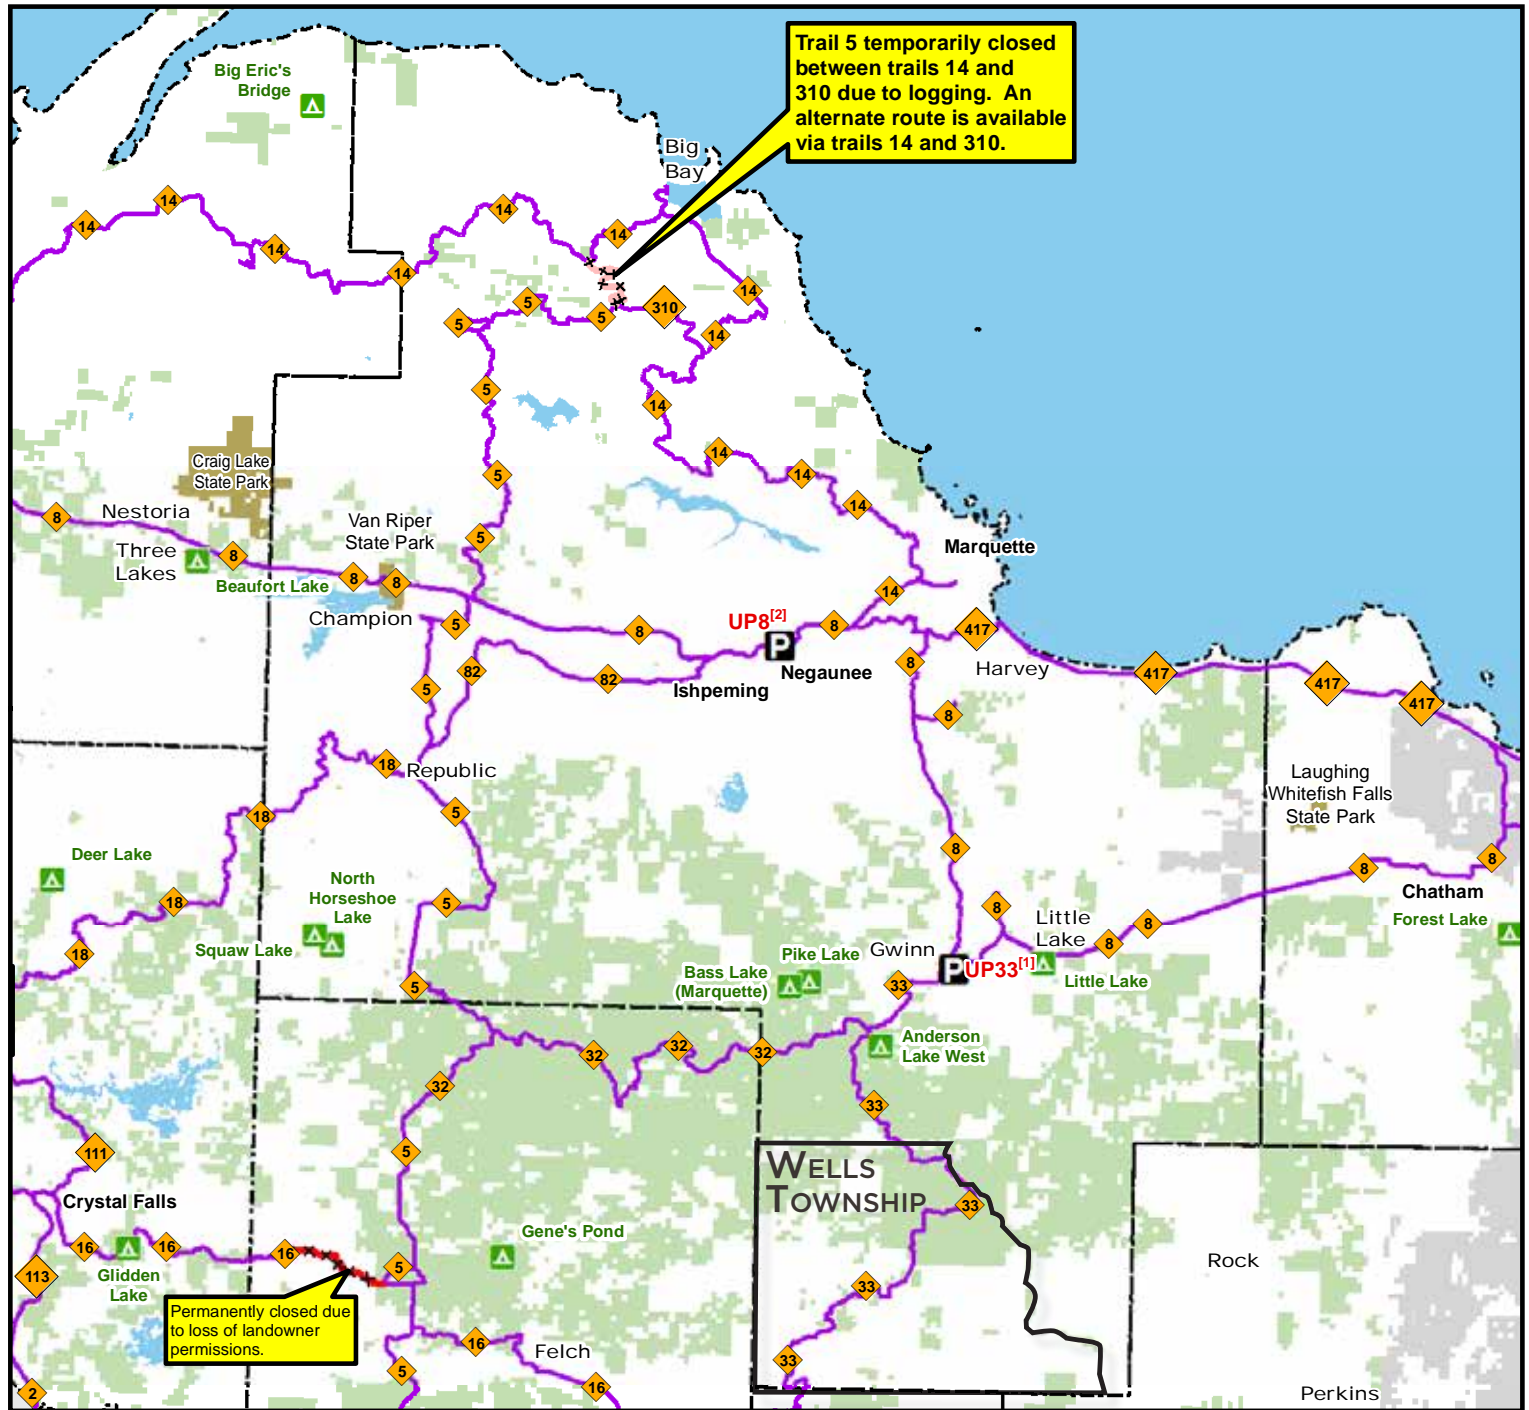 Trail 5 temporarily closed
between trails 14 and
310 due to logging. An
alternate route is available
via trails 14 and 310.
Big Eric's
Bridge
Big
Bay
14
14
14
14
14
14
14
14
310
5
5
5
5
14
14
14
14
Craig Lake
State Park
5
14
8
Nestoria
Van Riper
State Park
5
Marquette
Three
Lakes
8
Beaufort Lake
8
8
14
Champion
5
8
UP8[2]
P
8
417
Negaunee
Harvey
8
82
82
Ishpeming
5
417
417
417
8
18
Republic
Laughing
Whitefish Falls
State Park
18
5
Deer Lake
8
8
8
Chatham
North
Horseshoe
Lake
18
5
8
Little
Lake
8
Forest Lake
Squaw Lake
18
Pike Lake
Gwinn
8
Bass Lake
(Marquette)
P
UP33[1]
Little Lake
5
33
Anderson
Lake West
32
32
32
32
33
111
5
WELLS
TOWNSHIP
Crystal Falls
33
16
16
16
Gene's Pond
Rock
113
Glidden
Lake
5
33
Permanently closed due
to loss of landowner
permissions.
16
Felch
33
5
16
2
Perkins